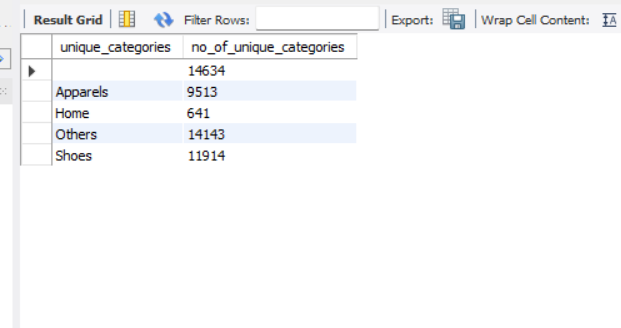 Result Grid Filter Rows: Export: Wrap Cell Content: IA
unique_categories no_of_unique_categories
14634
Apparels 9513
Home 641
Others 14143
Shoes 11914